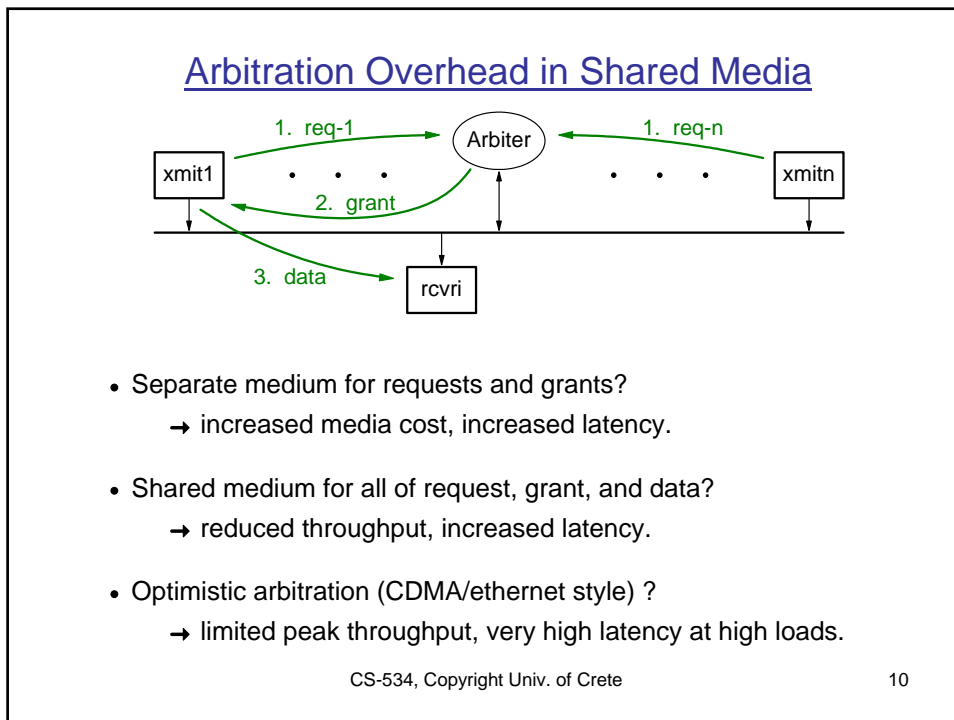 Arbitration Overhead in Shared Media
1. req-1
Arbiter
1. req-n
xmit1
. . .
. . .
xmitn
2. grant
3. data
rcvri
• Separate medium for requests and grants?
→ increased media cost, increased latency.
• Shared medium for all of request, grant, and data?
→ reduced throughput, increased latency.
• Optimistic arbitration (CDMA/ethernet style) ?
→ limited peak throughput, very high latency at high loads.
CS-534, Copyright Univ. of Crete
10